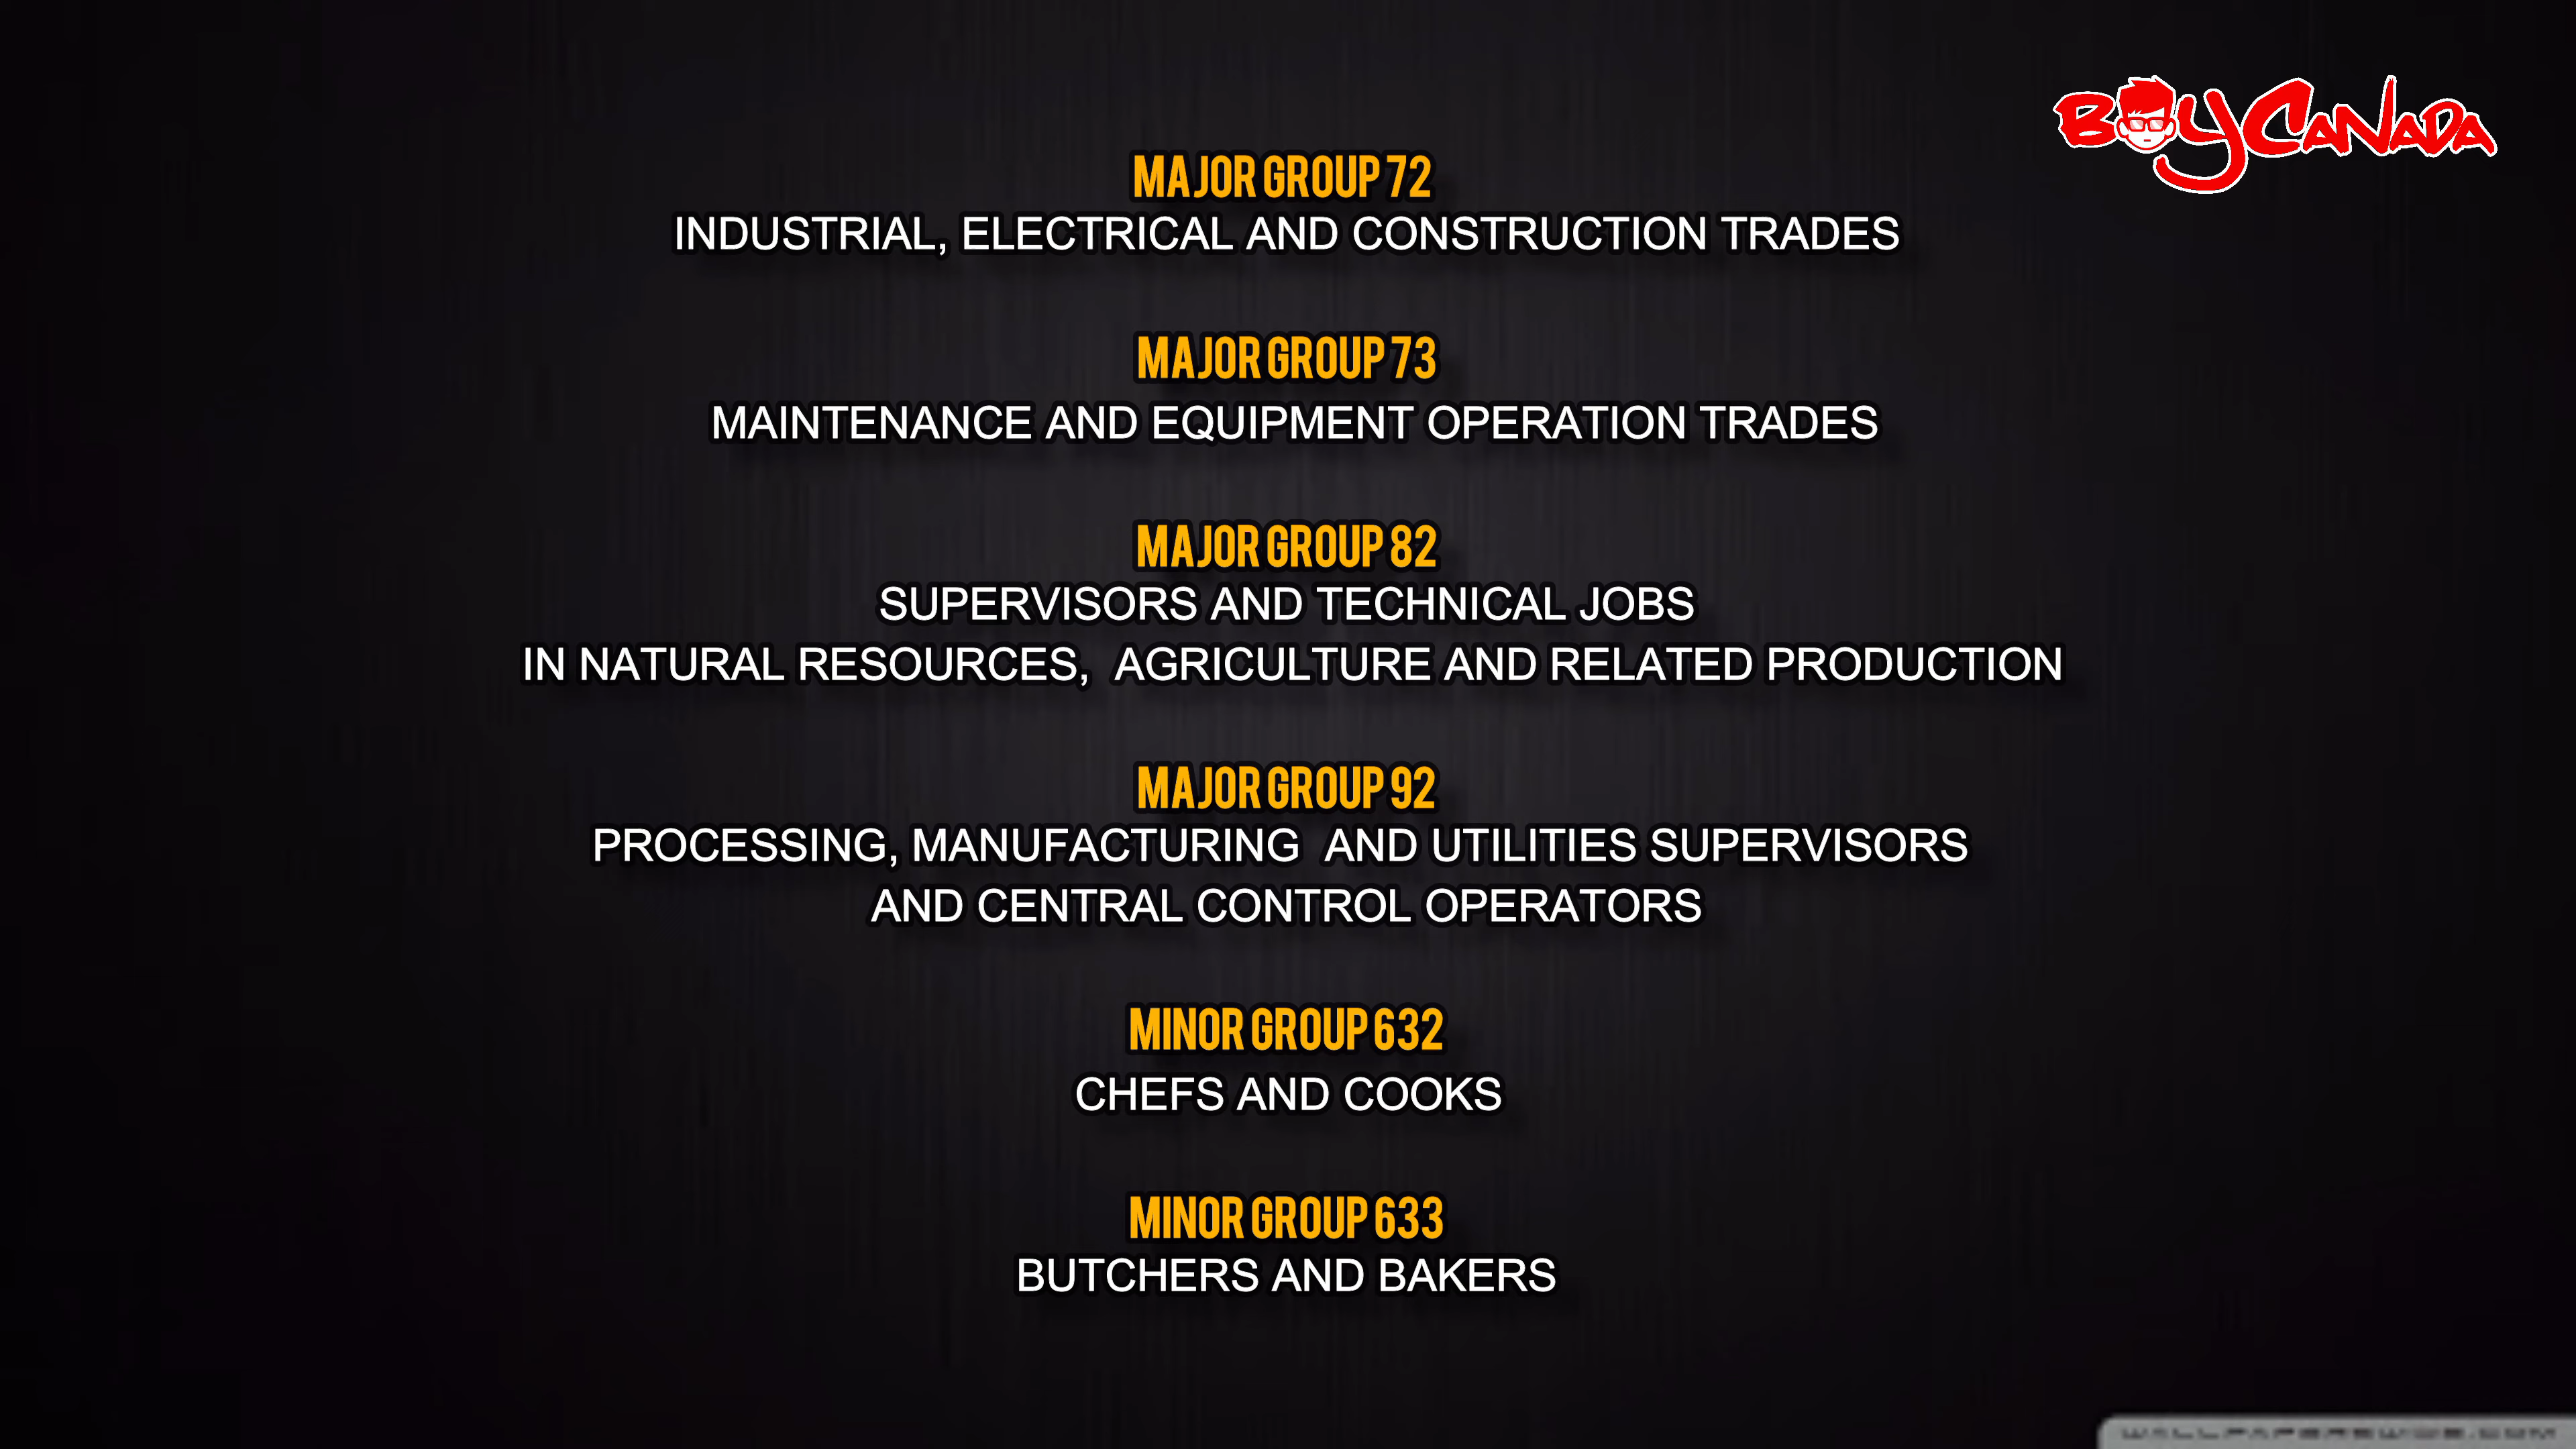 BOYCANADA
MAJOR GROUP 72
INDUSTRIAL, ELECTRICAL AND CONSTRUCTION TRADES
MAJOR GROUP 73
MAINTENANCE AND EQUIPMENT OPERATION TRADES
MAJOR GROUP 82
SUPERVISORS AND TECHNICAL JOBS
IN NATURAL RESOURCES, AGRICULTURE AND RELATED PRODUCTION
MAJOR GROUP 92
PROCESSING, MANUFACTURING AND UTILITIES SUPERVISORS
AND CENTRAL CONTROL OPERATORS
MINOR GROUP 632
CHEFS AND COOKS
MINOR GROUP 633
BUTCHERS AND BAKERS